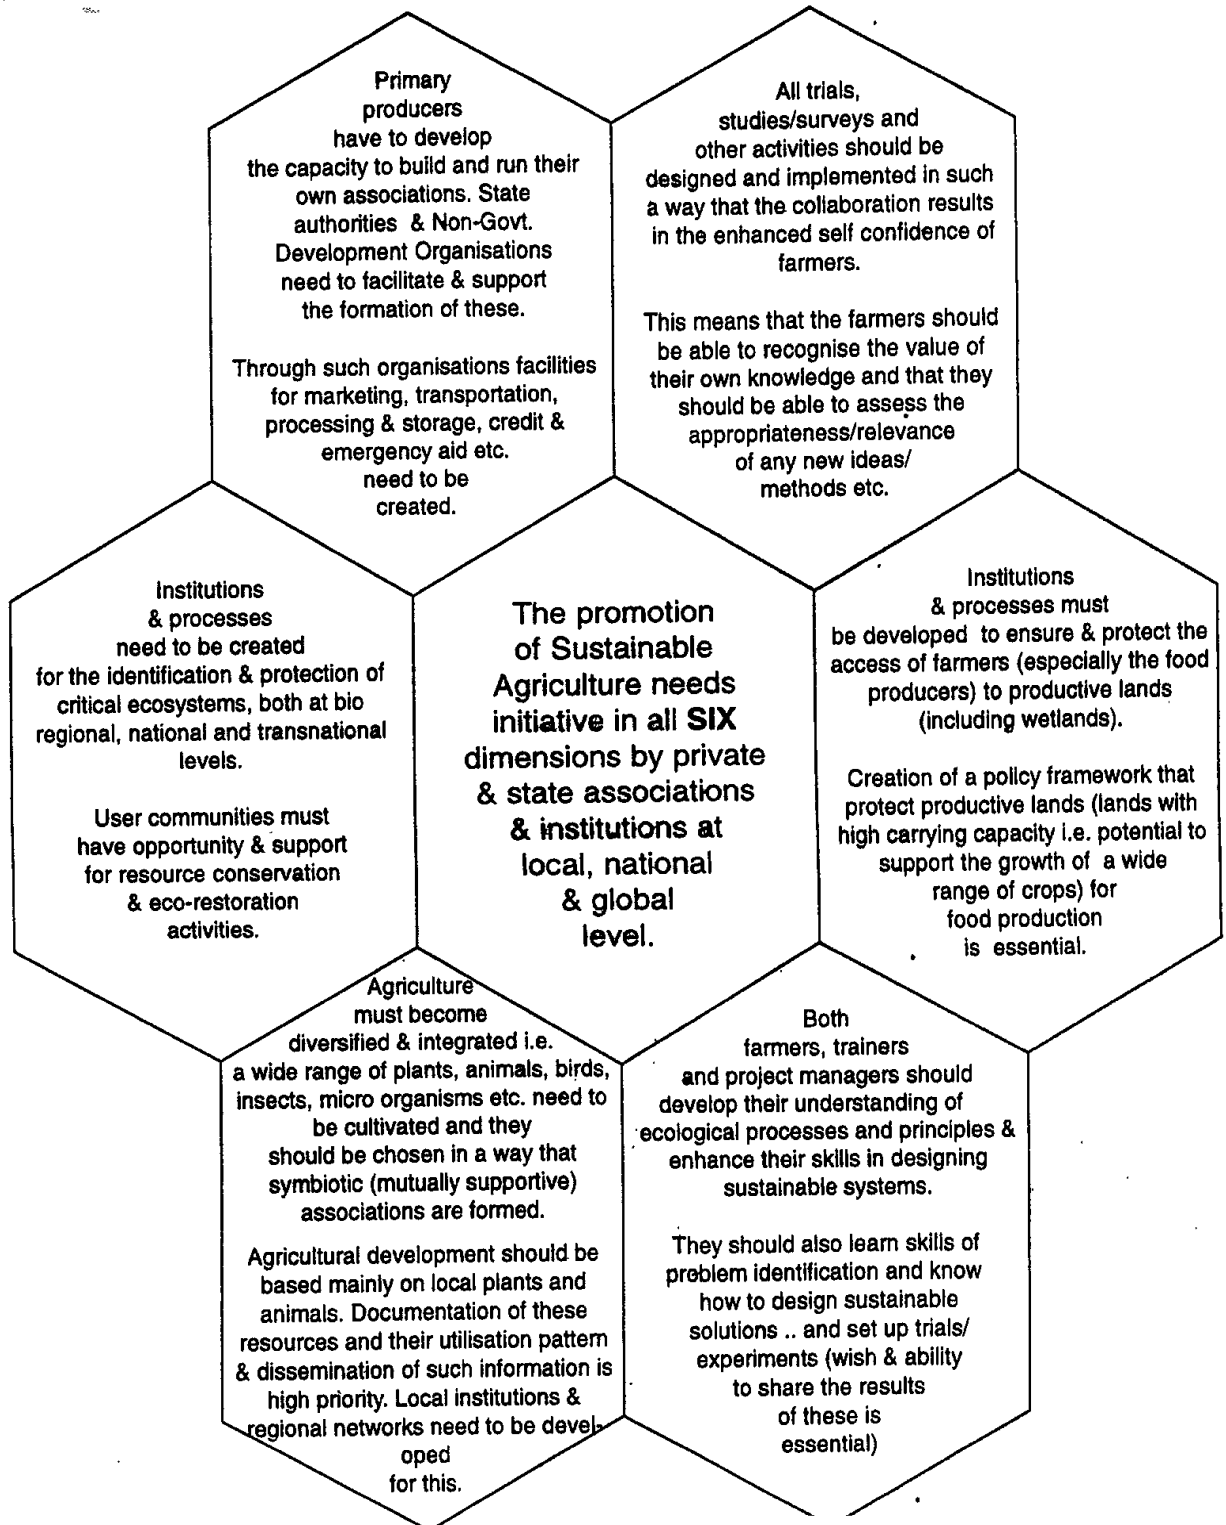 Primary
producers
have to develop
the capacity to build and run their
own associations. State
authorities & Non-Govt.
Development Organisations
need to facilitate & support
the formation of these.
Through such organisations facilities
for marketing, transportation,
processing & storage, credit &
emergency aid etc.
need to be
created.
All trials,
studies/surveys and
other activities should be
designed and implemented in such
a way that the collaboration results
in the enhanced self confidence of
farmers.
This means that the farmers should
be able to recognise the value of
their own knowledge and that they
should be able to assess the
appropriateness/relevance
of any new ideas/
methods etc.
Institutions
& processes
need to be created
for the identification & protection of
critical ecosystems, both at bio
regional, national and transnational
levels.
User communities must
have opportunity & support
for resource conservation
& eco-restoration
activities.
The promotion
of Sustainable
Agriculture needs
initiative in all SIX
dimensions by private
& state associations
& institutions at
local, national
& global
level.
Institutions
& processes must
be developed to ensure & protect the
access of farmers (especially the food
producers) to productive lands
(including wetlands).
Creation of a policy framework that
protect productive lands (lands with
high carrying capacity i.e. potential to
support the growth of a wide
range of crops) for
food production
is essential.
Agriculture
must become
diversified & integrated i.e.
a wide range of plants, animals, birds,
insects, micro organisms etc. need to
be cultivated and they
should be chosen in a way that
symbiotic (mutually supportive)
associations are formed.
Agricultural development should be
based mainly on local plants and
animals. Documentation of these
resources and their utilisation pattern
& dissemination of such information is
high priority. Local institutions &
regional networks need to be devel-
oped
for this.
Both
farmers, trainers
and project managers should
develop their understanding of
ecological processes and principles &
enhance their skills in designing
sustainable systems.
They should also learn skills of
problem identification and know
how to design sustainable
solutions .. and set up trials/
experiments (wish & ability
to share the results
of these is
essential)